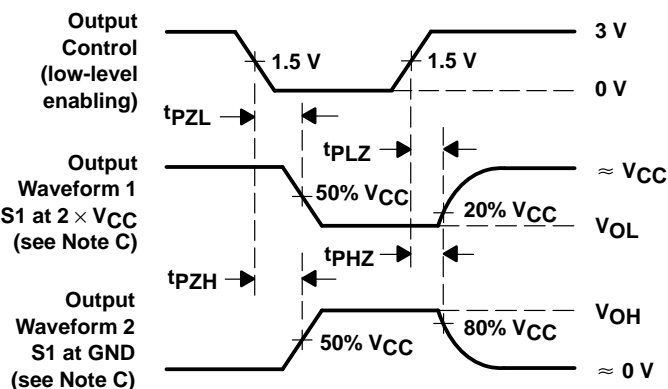 Output
Control
(low-level
enabling)
1.5 V
1.5 V
3 V
0 V
tPZL
tPLZ
Output
Waveform 1
S1 at 2 × VCC
(see Note C)
50% VCC
20% VCC
≈ VCC
VOL
tPZH
tPHZ
Output
Waveform 2
S1 at GND
(see Note C)
50% VCC
80% VCC
VOH
≈ 0 V